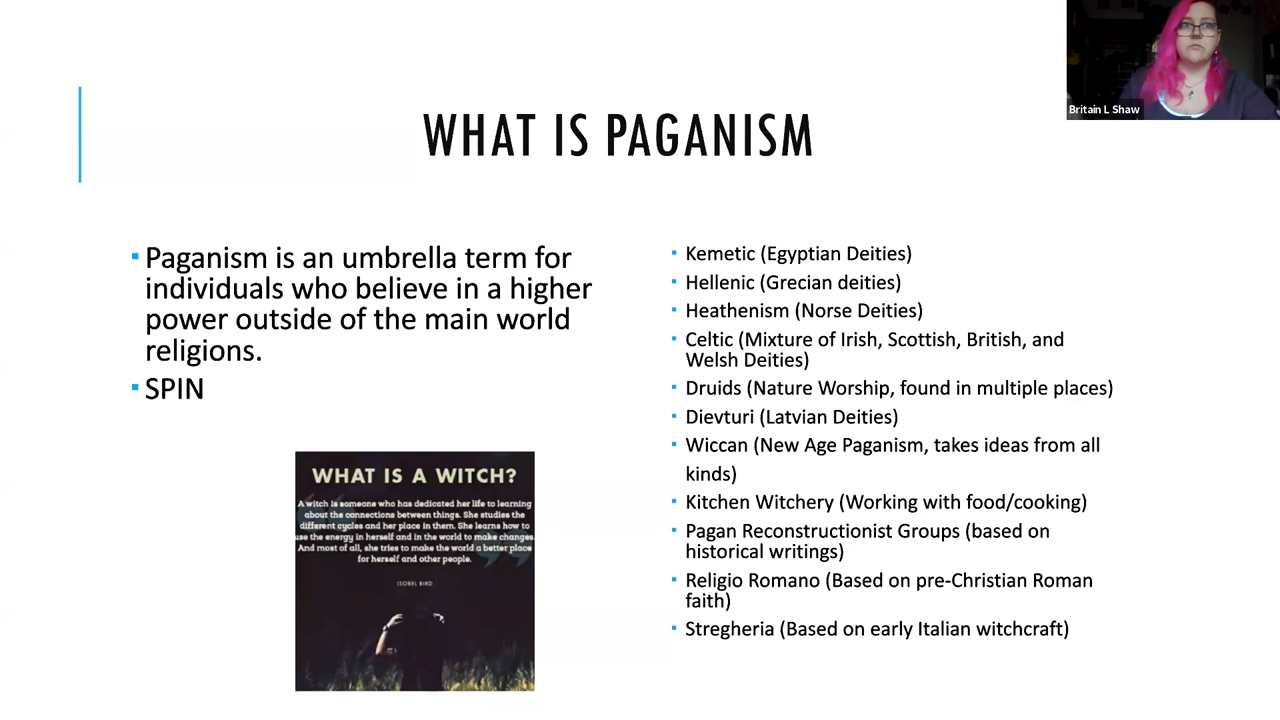 Britain L Shaw
WHAT IS PAGANISM
Paganism is an umbrella term for
individuals who believe in a higher
power outside of the main world
religions.
SPIN
WHAT IS A WITCH?
A witch is someone who has dedicated her life to learning
about the connections between things. She studies the
different cycles and her place in them. She learns how to
use the energy in herself and in the world to make changes.
And most of all, she tries to make the world a better place
for herself and other people.
ISOBEL BIRD
Kemetic (Egyptian Deities)
Hellenic (Grecian deities)
Heathenism (Norse Deities)
Celtic (Mixture of Irish, Scottish, British, and
Welsh Deities)
Druids (Nature Worship, found in multiple places)
Dievturi (Latvian Deities)
Wiccan (New Age Paganism, takes ideas from all
kinds)
Kitchen Witchery (Working with food/cooking)
Pagan Reconstructionist Groups (based on
historical writings)
Religio Romano (Based on pre-Christian Roman
faith)
Stregheria (Based on early Italian witchcraft)